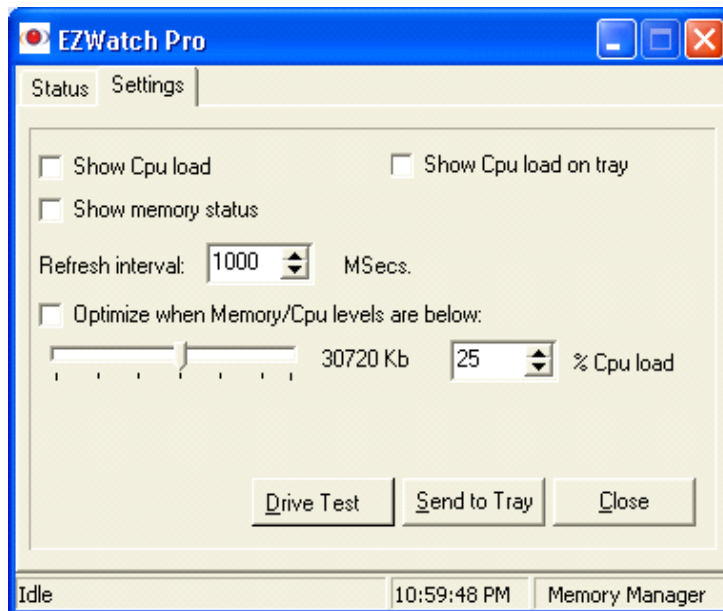 EZWatch Pro
Status Settings
Show Cpu load Show Cpu load on tray
Show memory status
Refresh interval: 1000 MSecs.
Optimize when Memory/Cpu levels are below:
30720 Kb 25 % Cpu load
Drive Test Send to Tray Close
Idle 10:59:48 PM Memory Manager